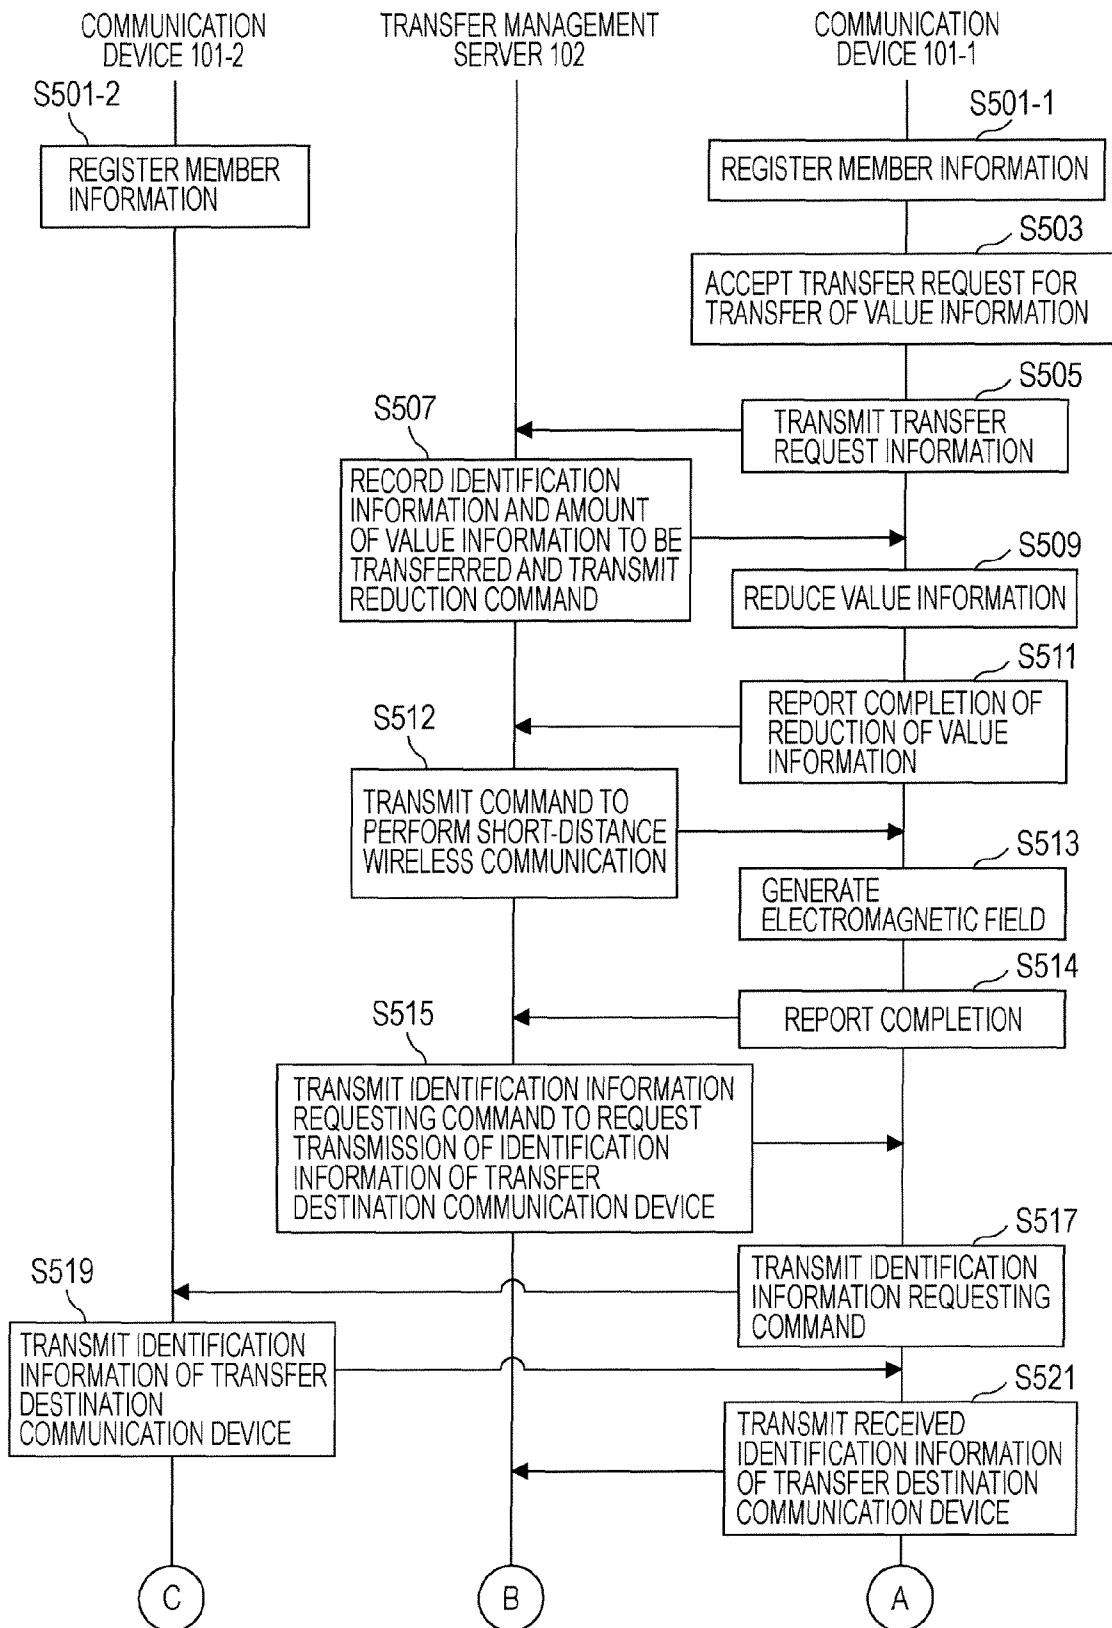 COMMUNICATION
DEVICE 101-2
TRANSFER MANAGEMENT
SERVER 102
COMMUNICATION
DEVICE 101-1
S501-2
REGISTER MEMBER
INFORMATION
S501-1
REGISTER MEMBER INFORMATION
S503
ACCEPT TRANSFER REQUEST FOR
TRANSFER OF VALUE INFORMATION
S505
TRANSMIT TRANSFER
REQUEST INFORMATION
S507
RECORD IDENTIFICATION
INFORMATION AND AMOUNT
OF VALUE INFORMATION TO BE
TRANSFERRED AND TRANSMIT
REDUCTION COMMAND
S509
REDUCE VALUE INFORMATION
S511
REPORT COMPLETION OF
REDUCTION OF VALUE
INFORMATION
S512
TRANSMIT COMMAND TO
PERFORM SHORT-DISTANCE
WIRELESS COMMUNICATION
S513
GENERATE
ELECTROMAGNETIC FIELD
S514
REPORT COMPLETION
S515
TRANSMIT IDENTIFICATION INFORMATION
REQUESTING COMMAND TO REQUEST
TRANSMISSION OF IDENTIFICATION
INFORMATION OF TRANSFER
DESTINATION COMMUNICATION DEVICE
S517
TRANSMIT IDENTIFICATION
INFORMATION REQUESTING
COMMAND
S519
TRANSMIT IDENTIFICATION
INFORMATION OF TRANSFER
DESTINATION
COMMUNICATION DEVICE
S521
TRANSMIT RECEIVED
IDENTIFICATION INFORMATION
OF TRANSFER DESTINATION
COMMUNICATION DEVICE
C
B
A